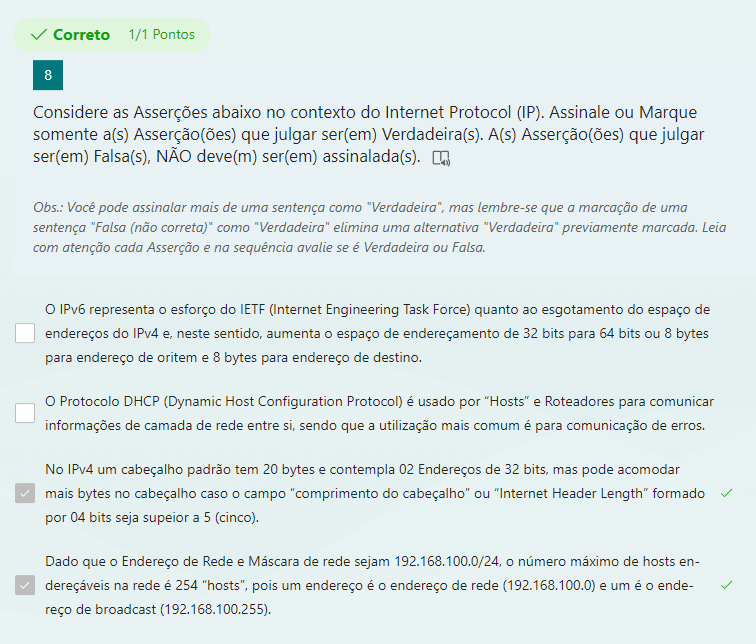 Correto 1/1 Pontos
8
Considere as Asserções abaixo no contexto do Internet Protocol (IP). Assinale ou Marque
somente a(s) Asserção(ões) que julgar ser(em) Verdadeira(s). A(s) Asserção(ões) que julgar
ser(em) Falsa(s), NÃO deve(m) ser(em) assinalada(s).
Obs.: Você pode assinalar mais de uma sentença como "Verdadeira", mas lembre-se que a marcação de uma
sentença "Falsa (não correta)" como "Verdadeira" elimina uma alternativa "Verdadeira" previamente marcada. Leia
com atenção cada Asserção e na sequência avalie se é Verdadeira ou Falsa.
O IPv6 representa o esforço do IETF (Internet Engineering Task Force) quanto ao esgotamento do espaço de
endereços do IPv4 e, neste sentido, aumenta o espaço de endereçamento de 32 bits para 64 bits ou 8 bytes
para endereço de oritem e 8 bytes para endereço de destino.
O Protocolo DHCP (Dynamic Host Configuration Protocol) é usado por “Hosts” e Roteadores para comunicar
informações de camada de rede entre si, sendo que a utilização mais comum é para comunicação de erros.
No IPv4 um cabeçalho padrão tem 20 bytes e contempla 02 Endereços de 32 bits, mas pode acomodar
mais bytes no cabeçalho caso o campo “comprimento do cabeçalho” ou “Internet Header Length” formado
por 04 bits seja supeior a 5 (cinco).
Dado que o Endereço de Rede e Máscara de rede sejam 192.168.100.0/24, o número máximo de hosts en-
dereçáveis na rede é 254 “hosts”, pois um endereço é o endereço de rede (192.168.100.0) e um é o ende-
reço de broadcast (192.168.100.255).